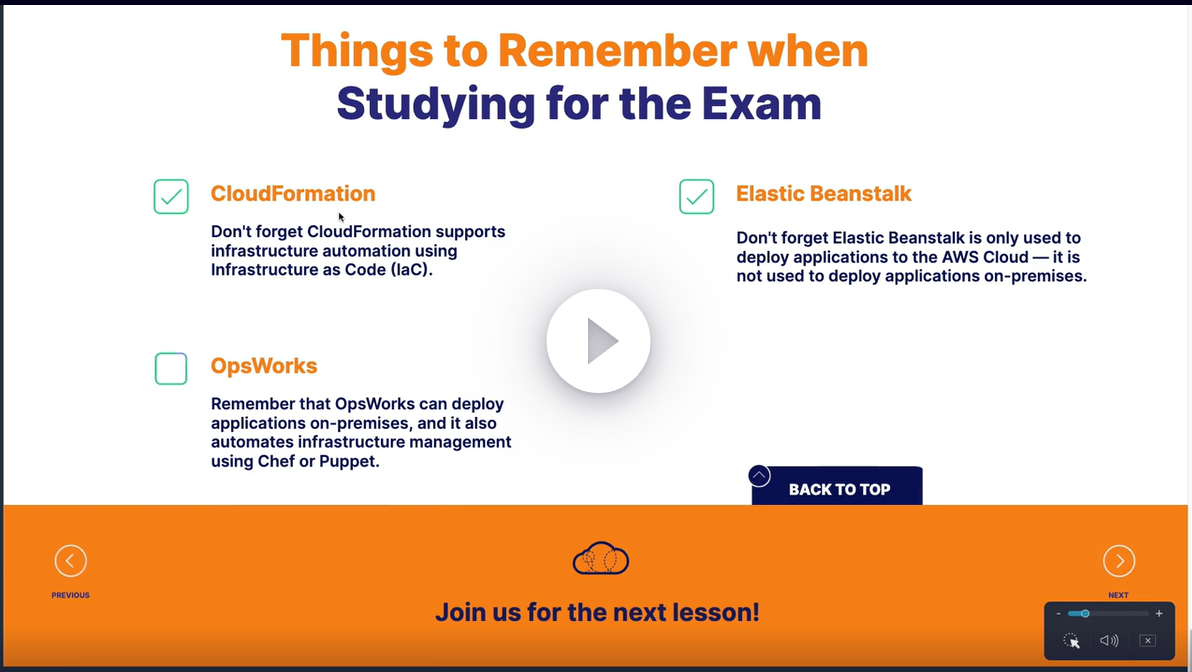 Things to Remember when
Studying for the Exam
CloudFormation
Don't forget CloudFormation supports
infrastructure automation using
Infrastructure as Code (IaC).
Elastic Beanstalk
Don't forget Elastic Beanstalk is only used to
deploy applications to the AWS Cloud — it is
not used to deploy applications on-premises.
OpsWorks
Remember that OpsWorks can deploy
applications on-premises, and it also
automates infrastructure management
using Chef or Puppet.
BACK TO TOP
PREVIOUS
Join us for the next lesson!
NEXT
- +